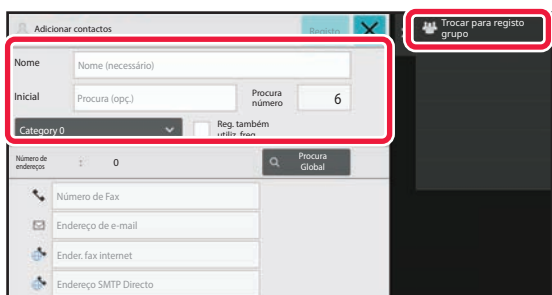 Adicionar contactos
Registo
Trocar para registo
grupo
Nome
Nome (necessário)
Inicial
Procura (opç.)
Procura
número
6
Category 0
Reg. também
utiliz. freq.
Número de
endereços
:
0
Procura
Global
Número de Fax
Endereço de e-mail
Ender. fax internet
Endereço SMTP Directo